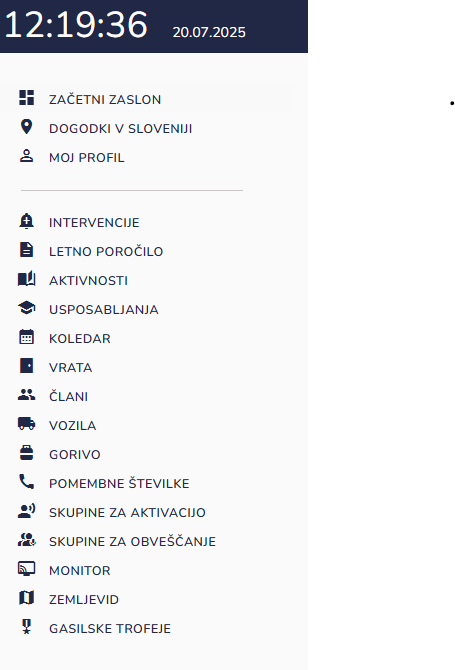 12:19:36 20.07.2025
ZAČETNI ZASLON
DOGODKI V SLOVENIJI
MOJ PROFIL
INTERVENCIJE
LETNO POROČILO
AKTIVNOSTI
USPOSABLJANJA
KOLEDAR
VRATA
ČLANI
VOZILA
GORIVO
POMEMBNE ŠTEVILKE
SKUPINE ZA AKTIVACIJO
SKUPINE ZA OBVEŠČANJE
MONITOR
ZEMLJEVID
GASILSKE TROFEJE